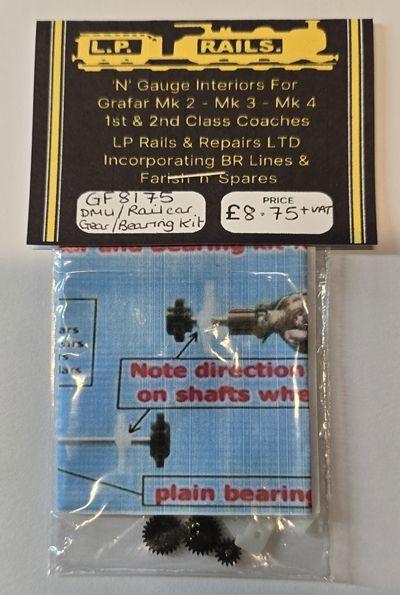 L.P. RAILS.
'N' Gauge Interiors For
Grafar Mk 2 - Mk 3 - Mk 4
1st & 2nd Class Coaches
LP Rails & Repairs LTD
Incorporating BR Lines &
Farish 'n' Spares
GF8175
DMU/Railcar
Gear/Bearing Kit
PRICE
£8.75+VAT
and bearing
Note direction
on shafts whe
plain bearing